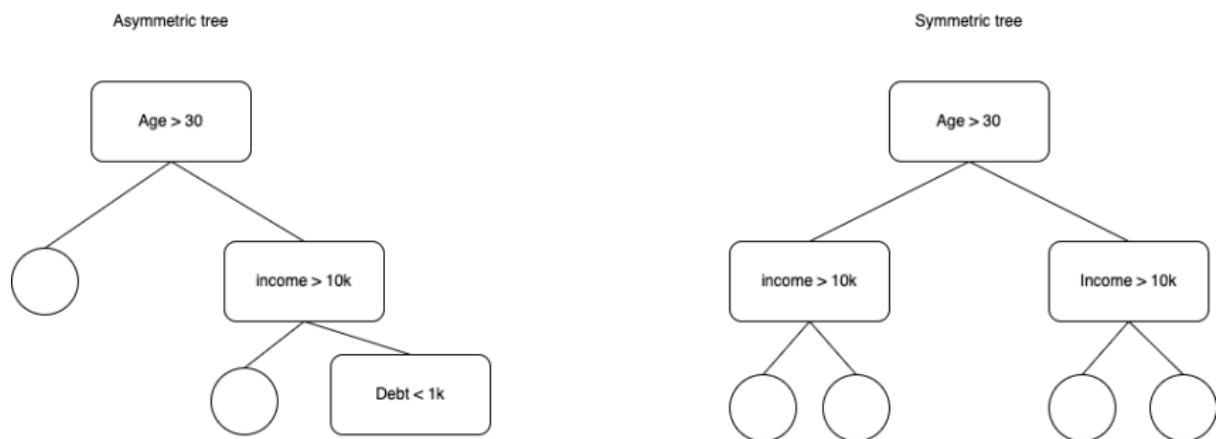 Asymmetric tree
Symmetric tree
Age > 30
Age > 30
income > 10k
income > 10k
Income > 10k
Debt < 1k